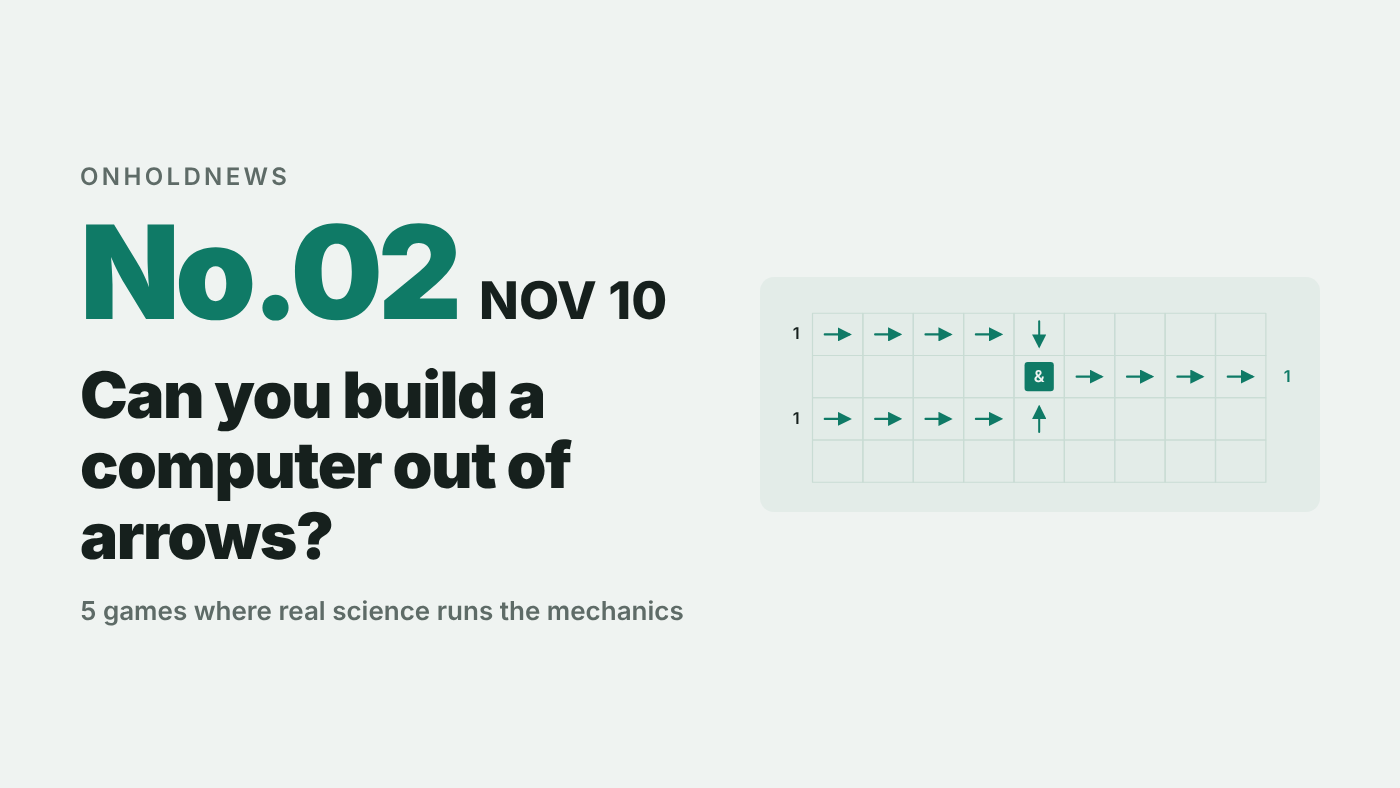 ONHOLDNEWS
No.02 NOV 10
Can you build a
computer out of
arrows?
5 games where real science runs the mechanics
1
& 1
1